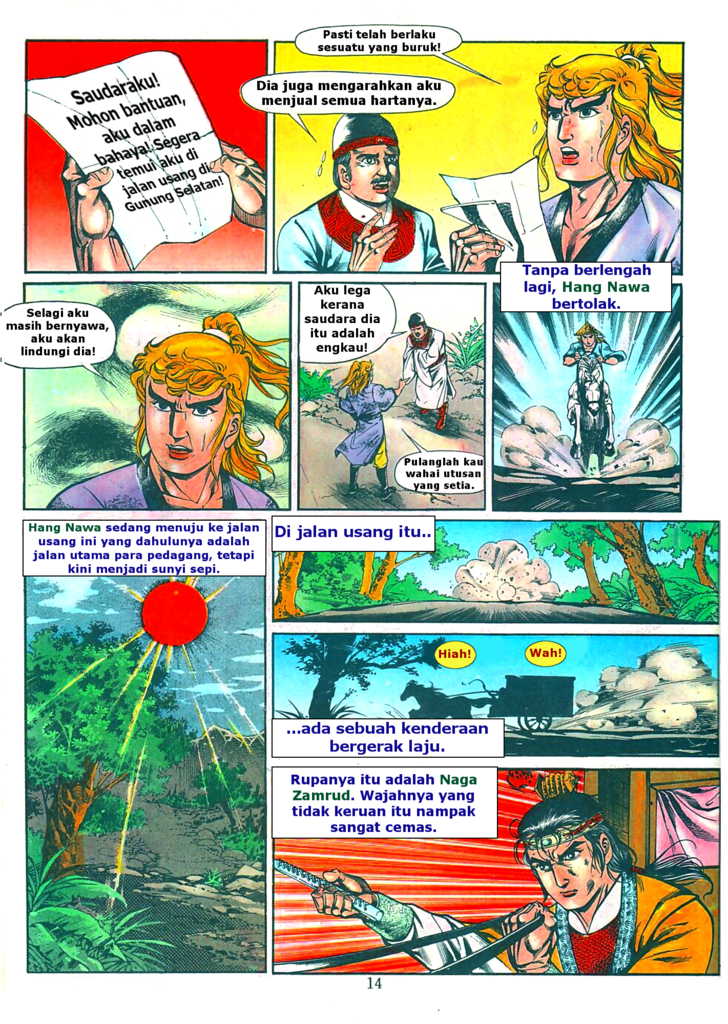 Saudaraku!
Mohon bantuan,
aku dalam
bahaya! Segera
temui aku di
jalan usang di
Gunung Selatan!
Pasti telah berlaku
sesuatu yang buruk!
Dia juga mengarahkan aku
menjual semua hartanya.
Selagi aku
masih bernyawa,
aku akan
lindungi dia!
Aku lega
kerana
saudara dia
itu adalah
engkau!
Pulanglah kau
wahai utusan
yang setia.
Tanpa berlengah
lagi, Hang Nawa
bertolak.
Hang Nawa sedang menuju ke jalan
usang ini yang dahulunya adalah
jalan utama para pedagang, tetapi
kini menjadi sunyi sepi.
Di jalan usang itu..
Hiah!
Wah!
...ada sebuah kenderaan
bergerak laju.
Rupanya itu adalah Naga
Zamrud. Wajahnya yang
tidak keruan itu nampak
sangat cemas.
14